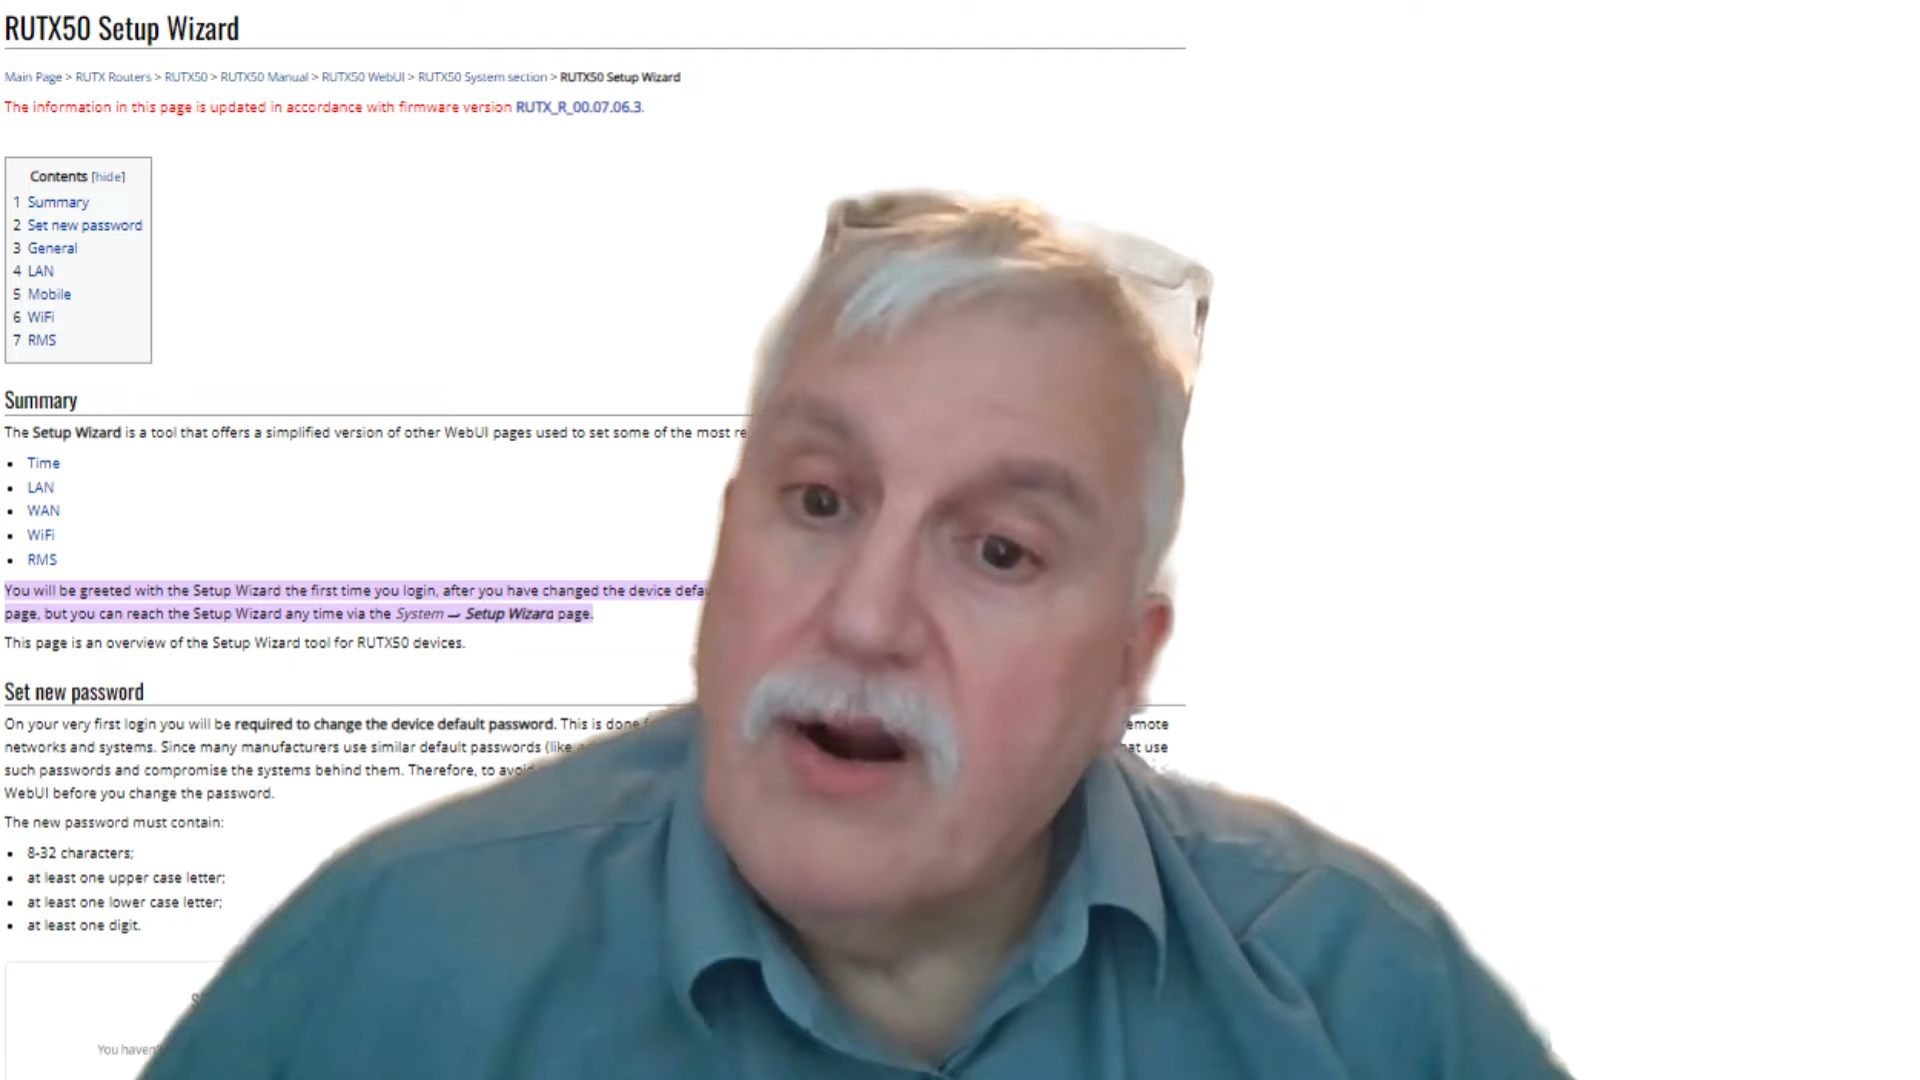 RUTX50 Setup Wizard
Main Page > RUTX Routers > RUTX50 > RUTX50 Manual > RUTX50 WebUI > RUTX50 System section > RUTX50 Setup Wizard
The information in this page is updated in accordance with firmware version RUTX_R_00.07.06.3.
Contents [hide]
1 Summary
2 Set new password
3 General
4 LAN
5 Mobile
6 WiFi
7 RMS
Summary
The Setup Wizard is a tool that offers a simplified version of other WebUI pages used to set some of the most
• Time
• LAN
• WAN
• WiFi
• RMS
You will be greeted with the Setup Wizard the first time you login, after you have changed the device
page, but you can reach the Setup Wizard any time via the System → Setup Wizard page.
This page is an overview of the Setup Wizard tool for RUTX50 devices.
Set new password
On your very first login you will be required to change the device default password. This is done
networks and systems. Since many manufacturers use similar default passwords (like use
such passwords and compromise the systems behind them. Therefore, to avoid
WebUI before you change the password.
The new password must contain:
• 8-32 characters;
• at least one upper case letter;
• at least one lower case letter;
• at least one digit.
You